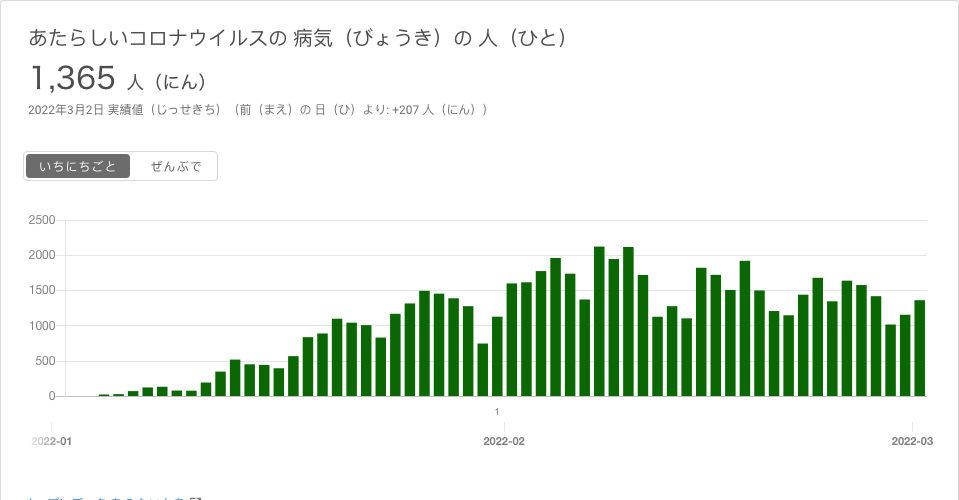 あたらしいコロナウイルスの 病気（びょうき）の 人（ひと）
1,365 人（にん）
2022年3月2日 実績値（じっせきち）（前（まえ）の 日（ひ）より: +207 人（にん））
いちにちごと ぜんぶで
2500
2000
1500
1000
500
0
1
2022-01 2022-02 2022-03